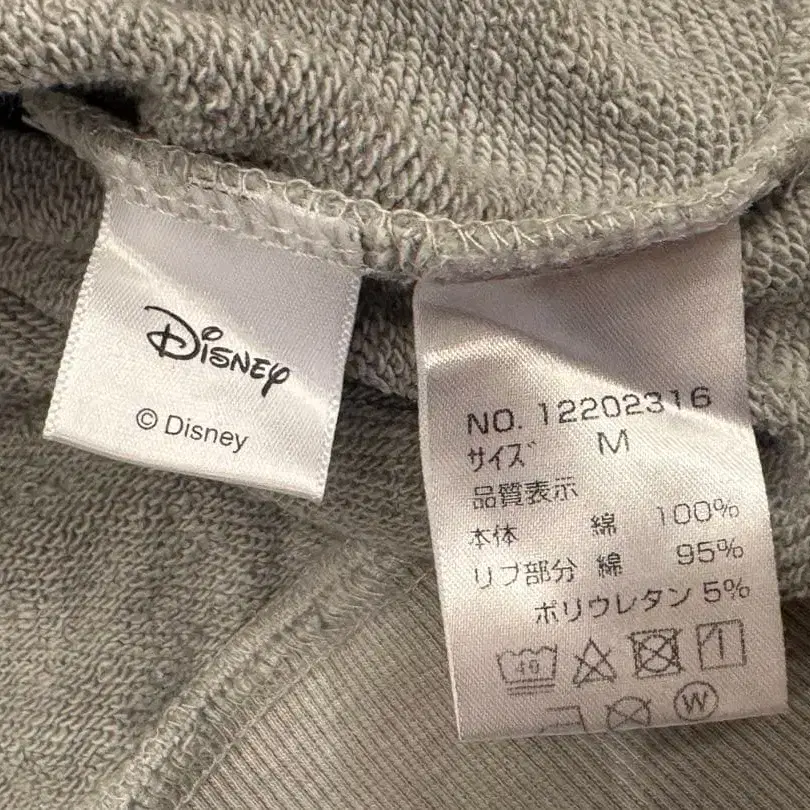 Disney
© Disney
NO. 12202316
サイズ M
品質表示
本体 綿 100%
リブ部分 綿 95%
ポリウレタン 5%
40
W